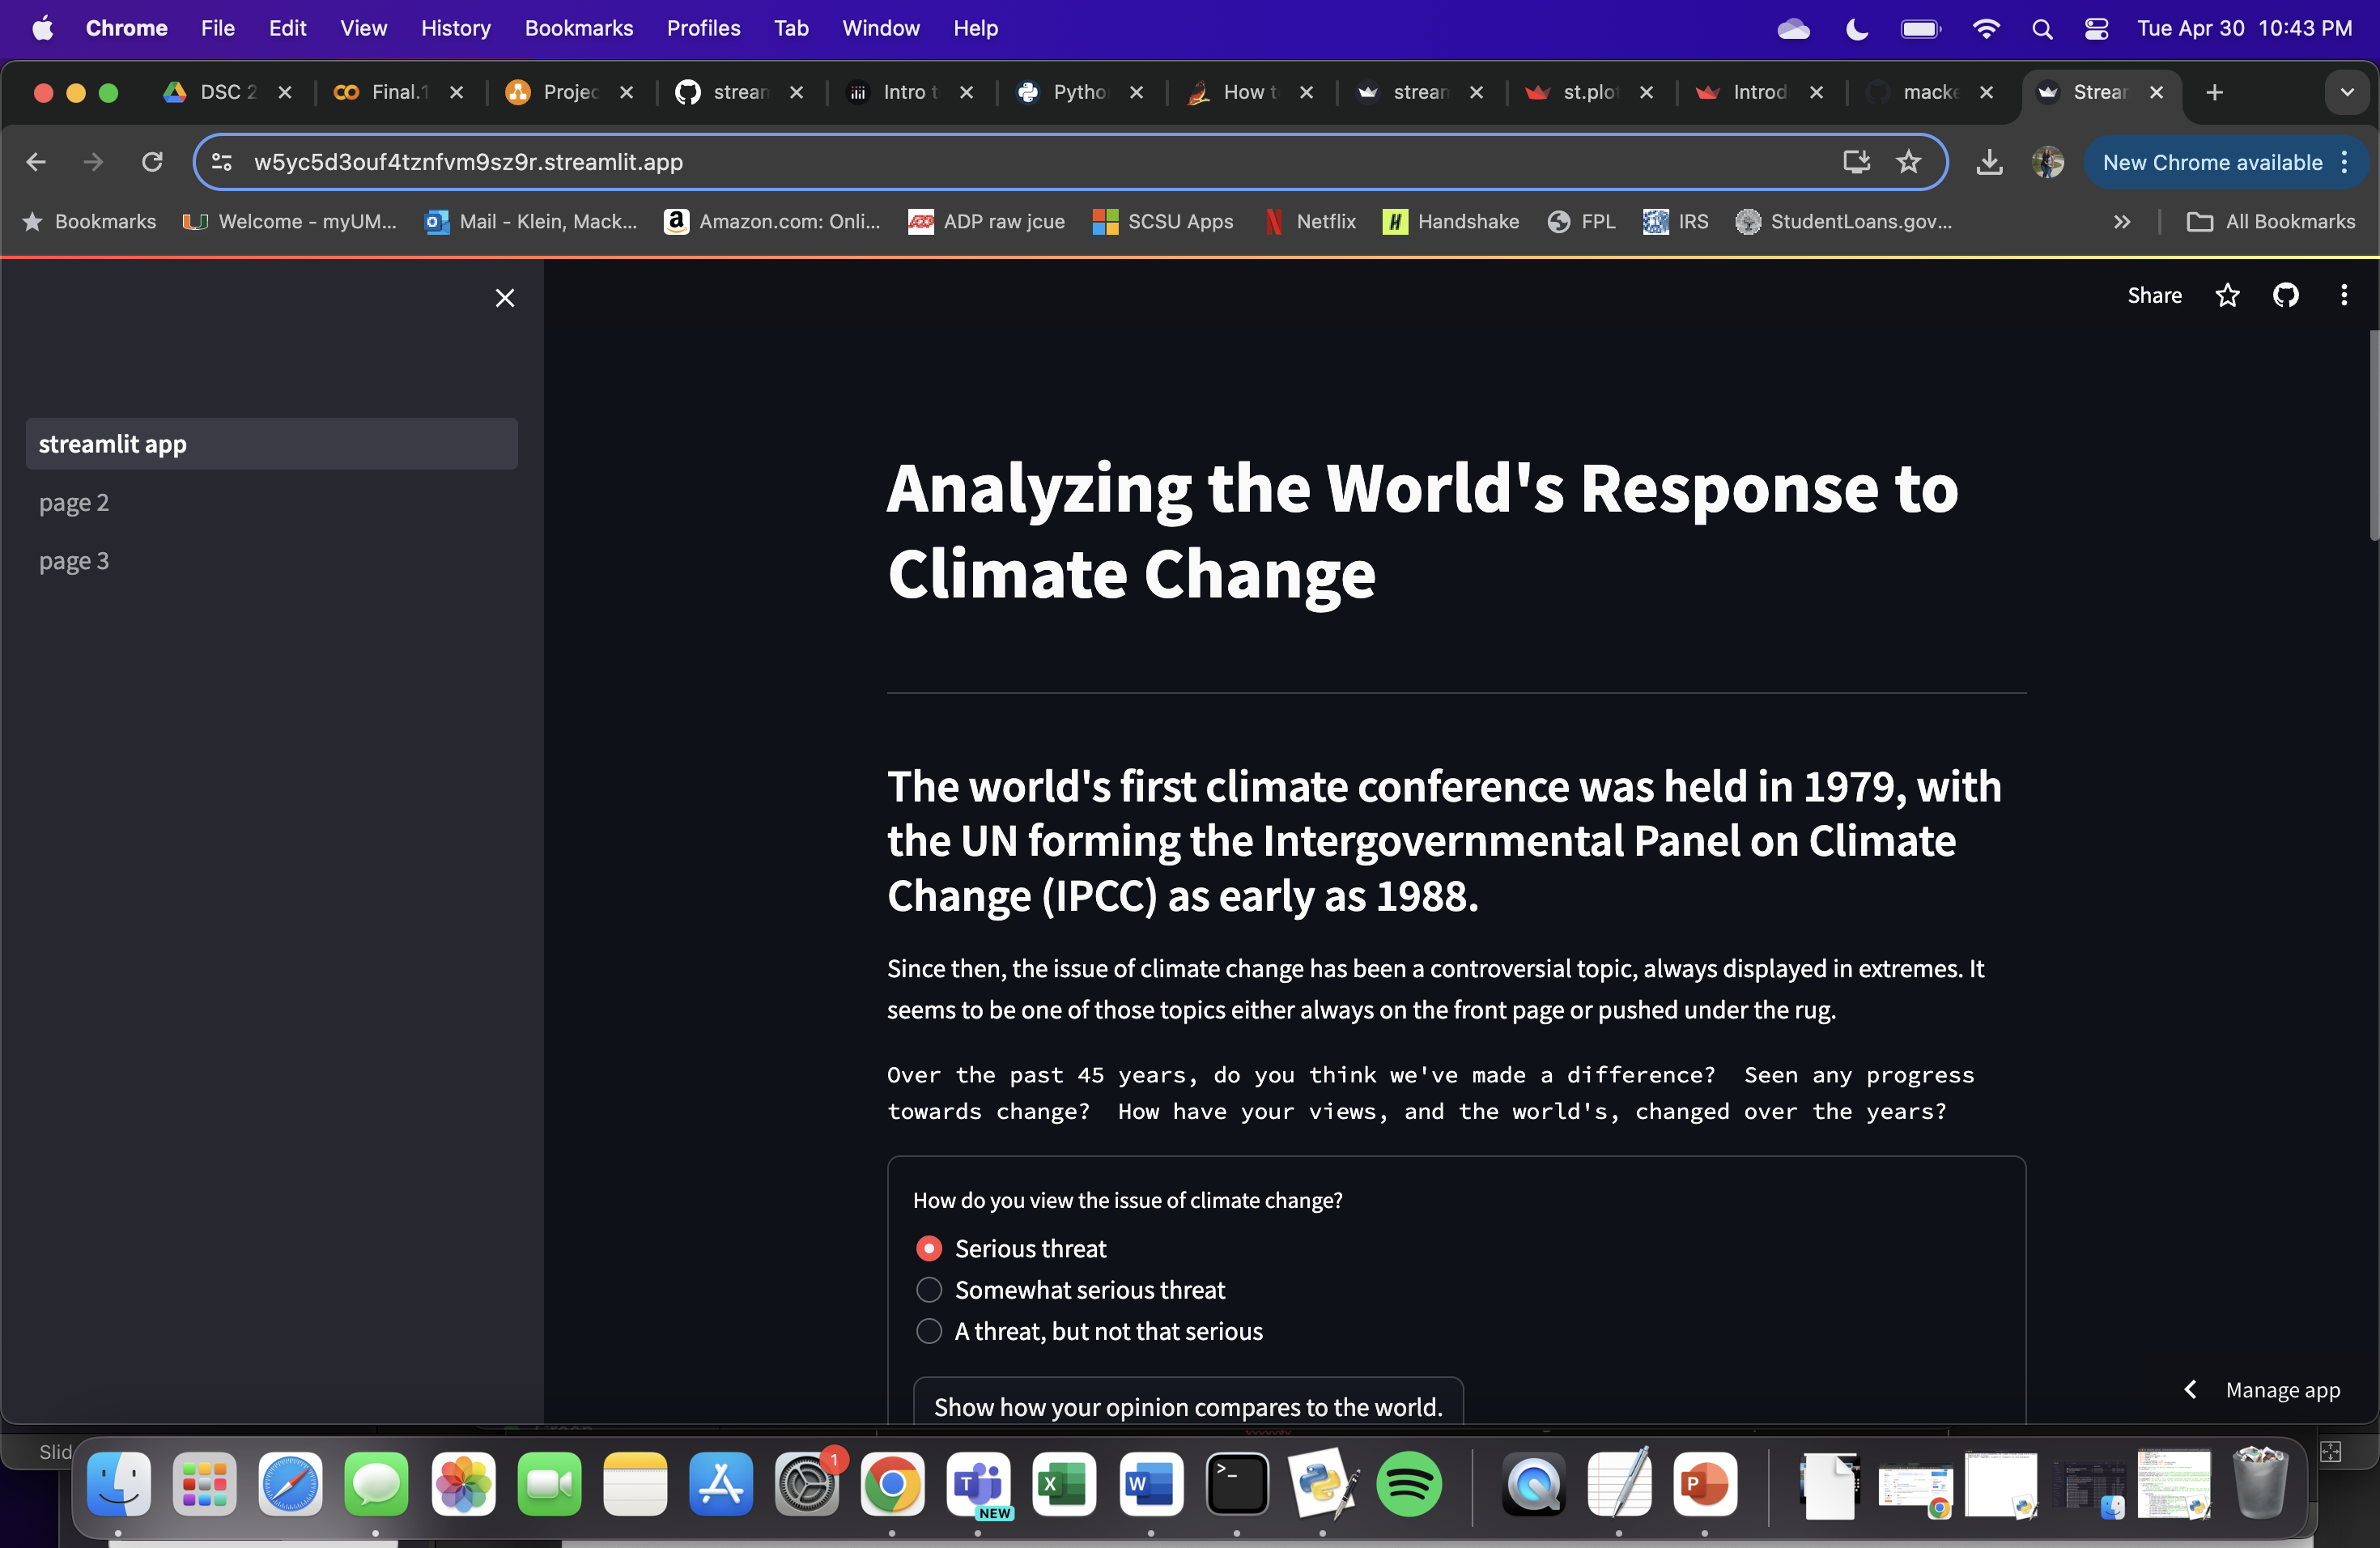 Chrome File Edit View History Bookmarks Profiles Tab Window Help Tue Apr 30 10:43 PM
DSC 2 Final.1 Projec stream Intro t Pytho How t stream st.plo Introd macke Stream
w5yc5d3ouf4tznfvm9sz9r.streamlit.app New Chrome available
Bookmarks Welcome - myUM... Mail - Klein, Mack... Amazon.com: Onli... ADP raw jcue SCSU Apps Netflix Handshake FPL IRS StudentLoans.gov... All Bookmarks
Share
streamlit app
page 2
page 3
Analyzing the World's Response to
Climate Change
The world's first climate conference was held in 1979, with
the UN forming the Intergovernmental Panel on Climate
Change (IPCC) as early as 1988.
Since then, the issue of climate change has been a controversial topic, always displayed in extremes. It
seems to be one of those topics either always on the front page or pushed under the rug.
Over the past 45 years, do you think we've made a difference? Seen any progress
towards change? How have your views, and the world's, changed over the years?
How do you view the issue of climate change?
Serious threat
Somewhat serious threat
A threat, but not that serious
Show how your opinion compares to the world.
Manage app
Slid
1
NEW